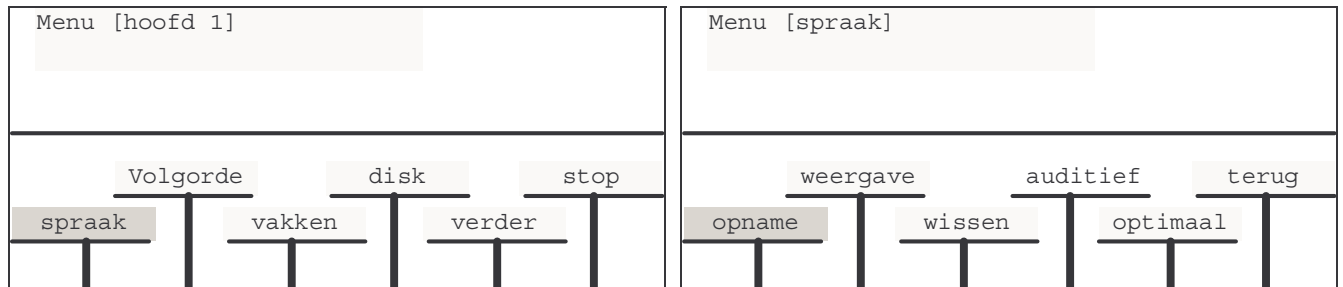 Menu [hoofd 1]
Volgorde disk stop
spraak vakken verder
Menu [spraak]
weergave auditief terug
opname wissen optimaal